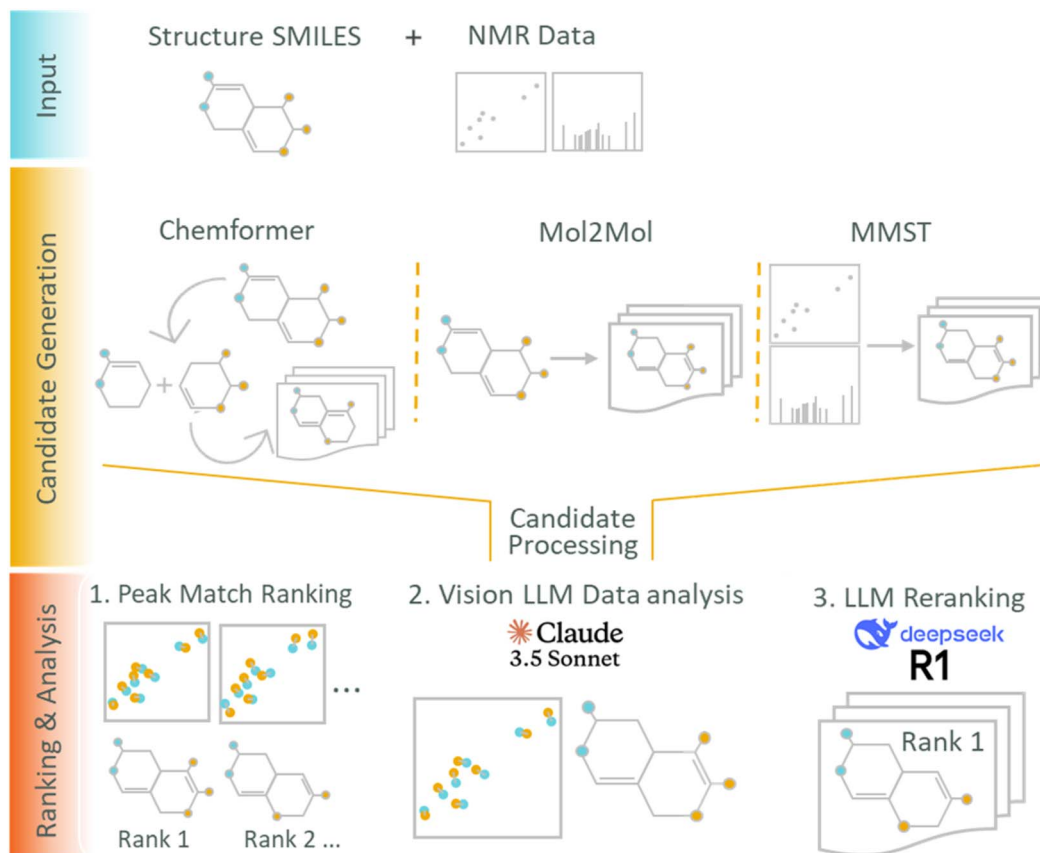 Input
Structure SMILES + NMR Data
Candidate Generation
Chemformer
Mol2Mol
MMST
+
Candidate
Processing
Ranking & Analysis
1. Peak Match Ranking
...
Rank 1
Rank 2 ...
2. Vision LLM Data analysis
Claude
3.5 Sonnet
3. LLM Reranking
deepseek
R1
Rank 1